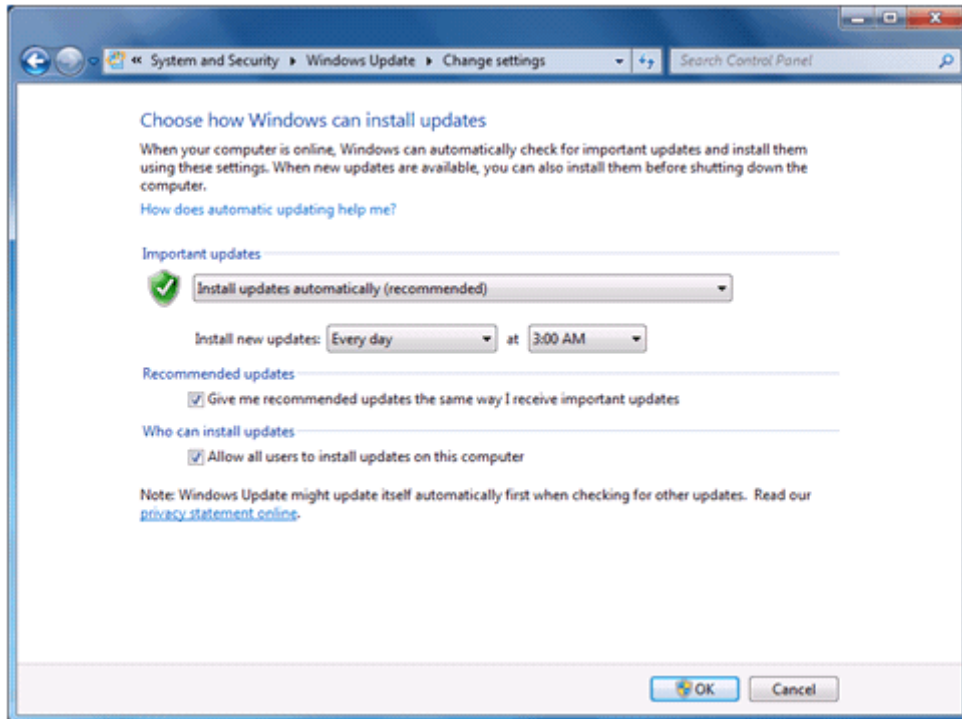 « System and Security ▸ Windows Update ▸ Change settings
Search Control Panel
Choose how Windows can install updates
When your computer is online, Windows can automatically check for important updates and install them
using these settings. When new updates are available, you can also install them before shutting down the
computer.
How does automatic updating help me?
Important updates
Install updates automatically (recommended)
Install new updates: Every day at 3:00 AM
Recommended updates
Give me recommended updates the same way I receive important updates
Who can install updates
Allow all users to install updates on this computer
Note: Windows Update might update itself automatically first when checking for other updates. Read our
privacy statement online.
OK Cancel